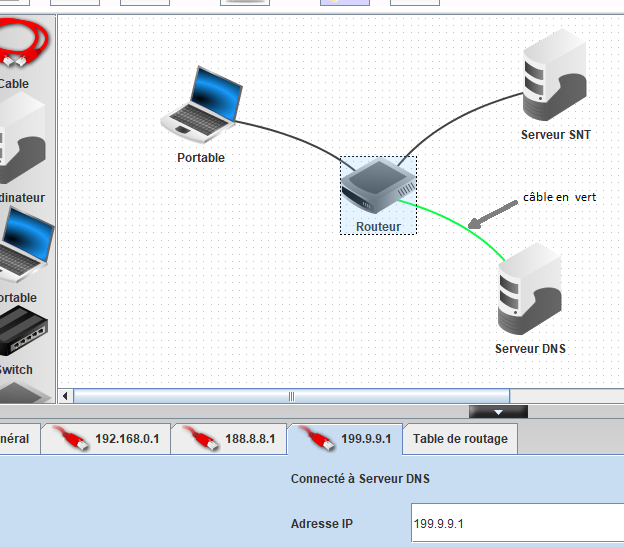 Cable
Serveur SNT
Portable
dinateur
câble en vert
Routeur
ortable
Serveur DNS
Switch
néral
192.168.0.1
188.8.8.1
199.9.9.1
Table de routage
Connecté à Serveur DNS
Adresse IP
199.9.9.1